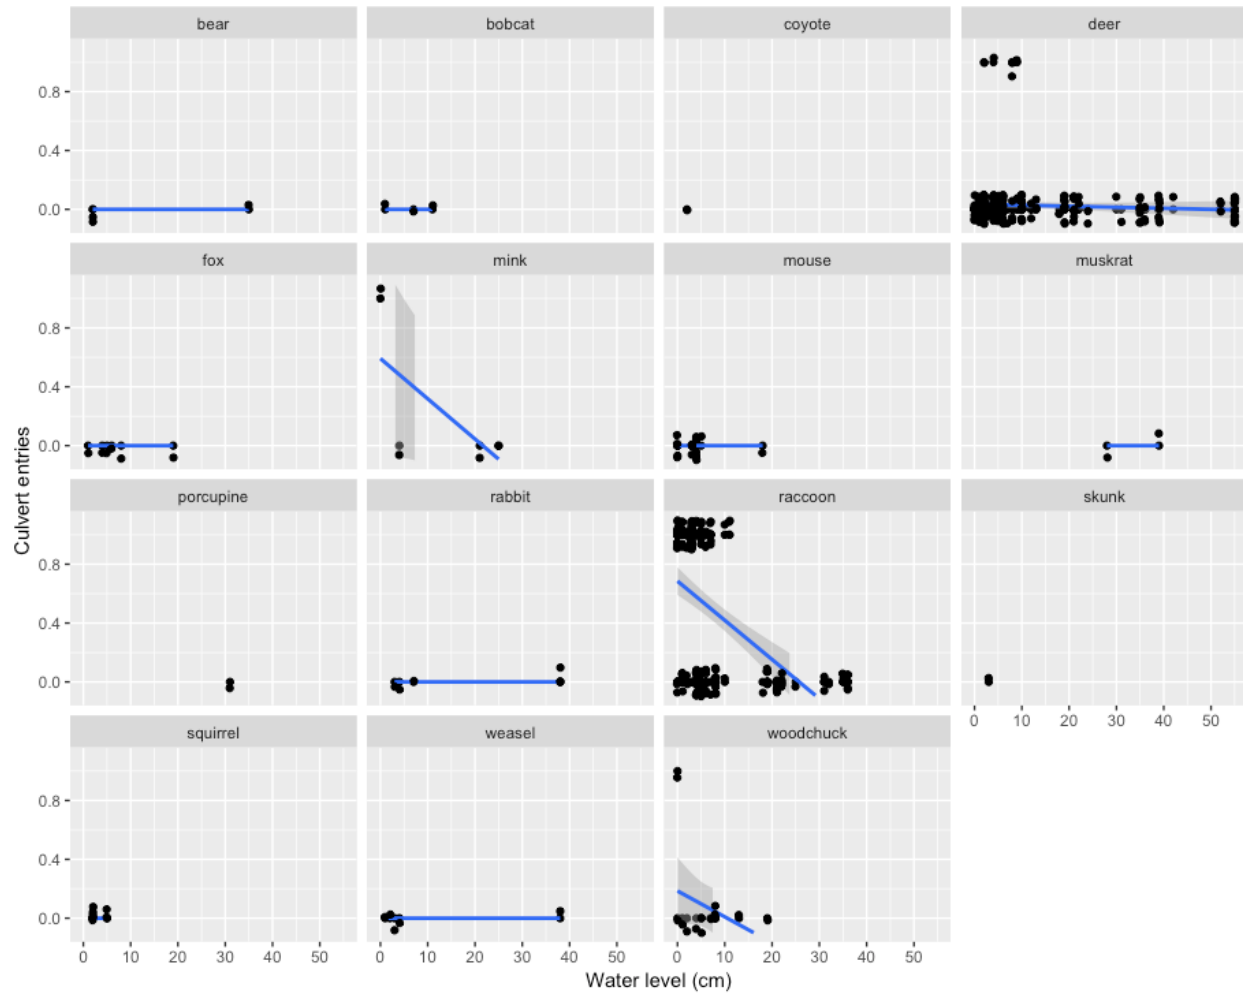 bear bobcat coyote deer
0.8
0.4
0.0
fox mink mouse muskrat
0.8
0.4
0.0
Culvert entries
porcupine rabbit raccoon skunk
0.8
0.4
0.0
0 10 20 30 40 50
squirrel weasel woodchuck
0.8
0.4
0.0
0 10 20 30 40 50 0 10 20 30 40 50 0 10 20 30 40 50
Water level (cm)